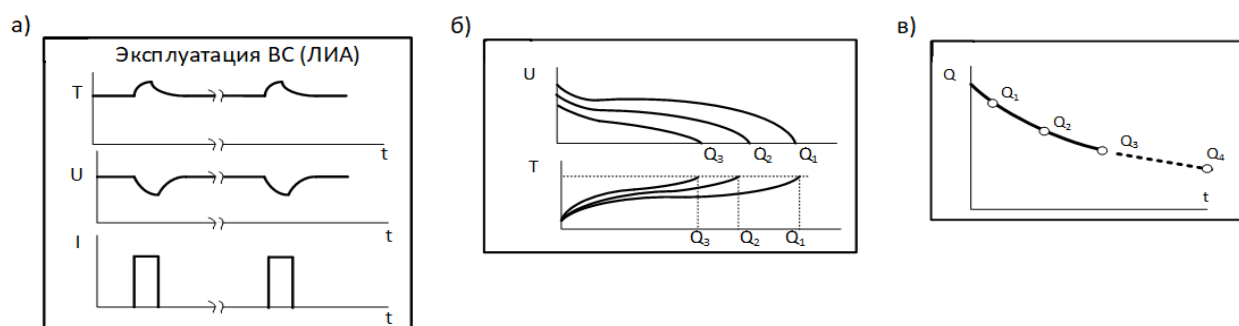 а)
Эксплуатация ВС (ЛИА)
T
t
U
t
I
t
б)
U
Q₃ Q₂ Q₁
T
Q₃ Q₂ Q₁
в)
Q
Q₁
Q₂
Q₃
Q₄
t